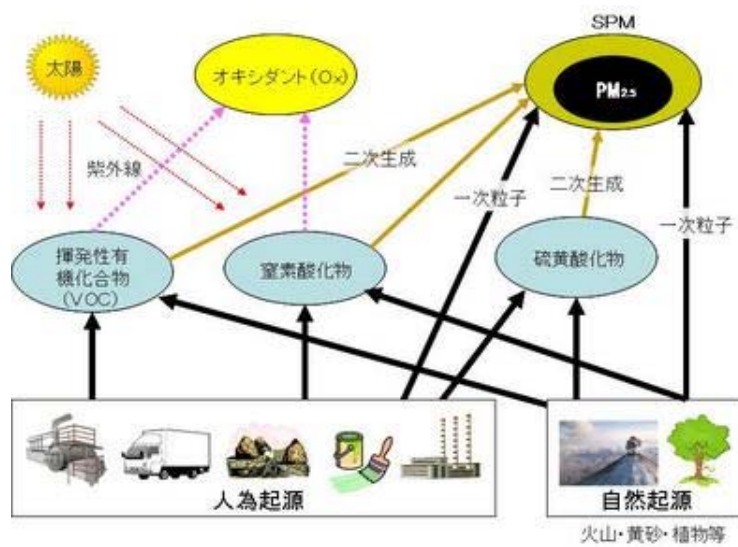 SPM
太陽
オキシダント(Ox)
PM2.5
紫外線
二次生成
一次粒子
二次生成
一次粒子
揮発性有
機化合物
(VOC)
窒素酸化物
硫黄酸化物
人為起源
自然起源
火山・黄砂・植物等